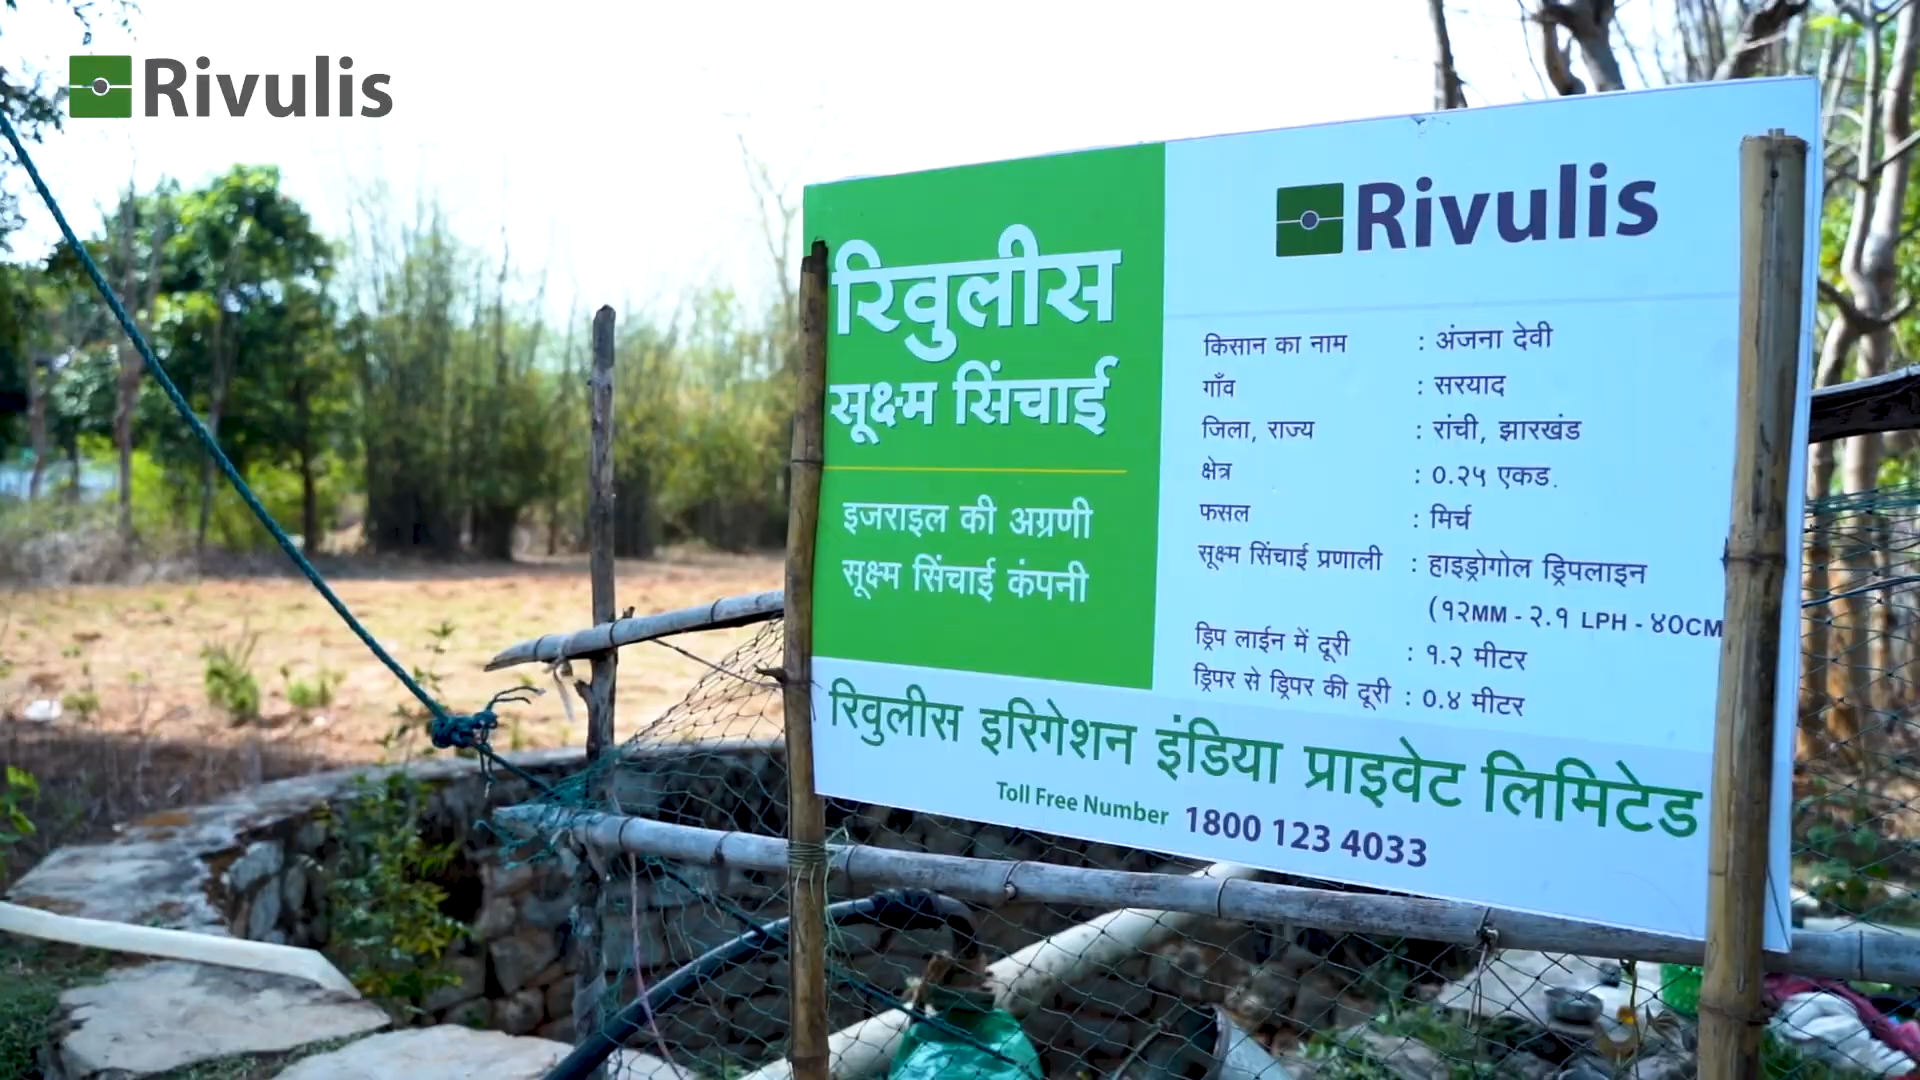 Rivulis
रिवुलीस
सूक्ष्म सिंचाई
इजराइल की अग्रणी
सूक्ष्म सिंचाई कंपनी
Rivulis
किसान का नाम : अंजना देवी
गाँव : सरयाद
जिला, राज्य : रांची, झारखंड
क्षेत्र : ०.२५ एकड.
फसल : मिर्च
सूक्ष्म सिंचाई प्रणाली : हाइड्रोगोल ड्रिपलाइन
(१२MM - २.१ LPH - ४०CM
ड्रिप लाईन में दूरी : १.२ मीटर
ड्रिपर से ड्रिपर की दूरी : ०.४ मीटर
रिवुलीस इरिगेशन इंडिया प्राइवेट लिमिटेड
Toll Free Number 1800 123 4033